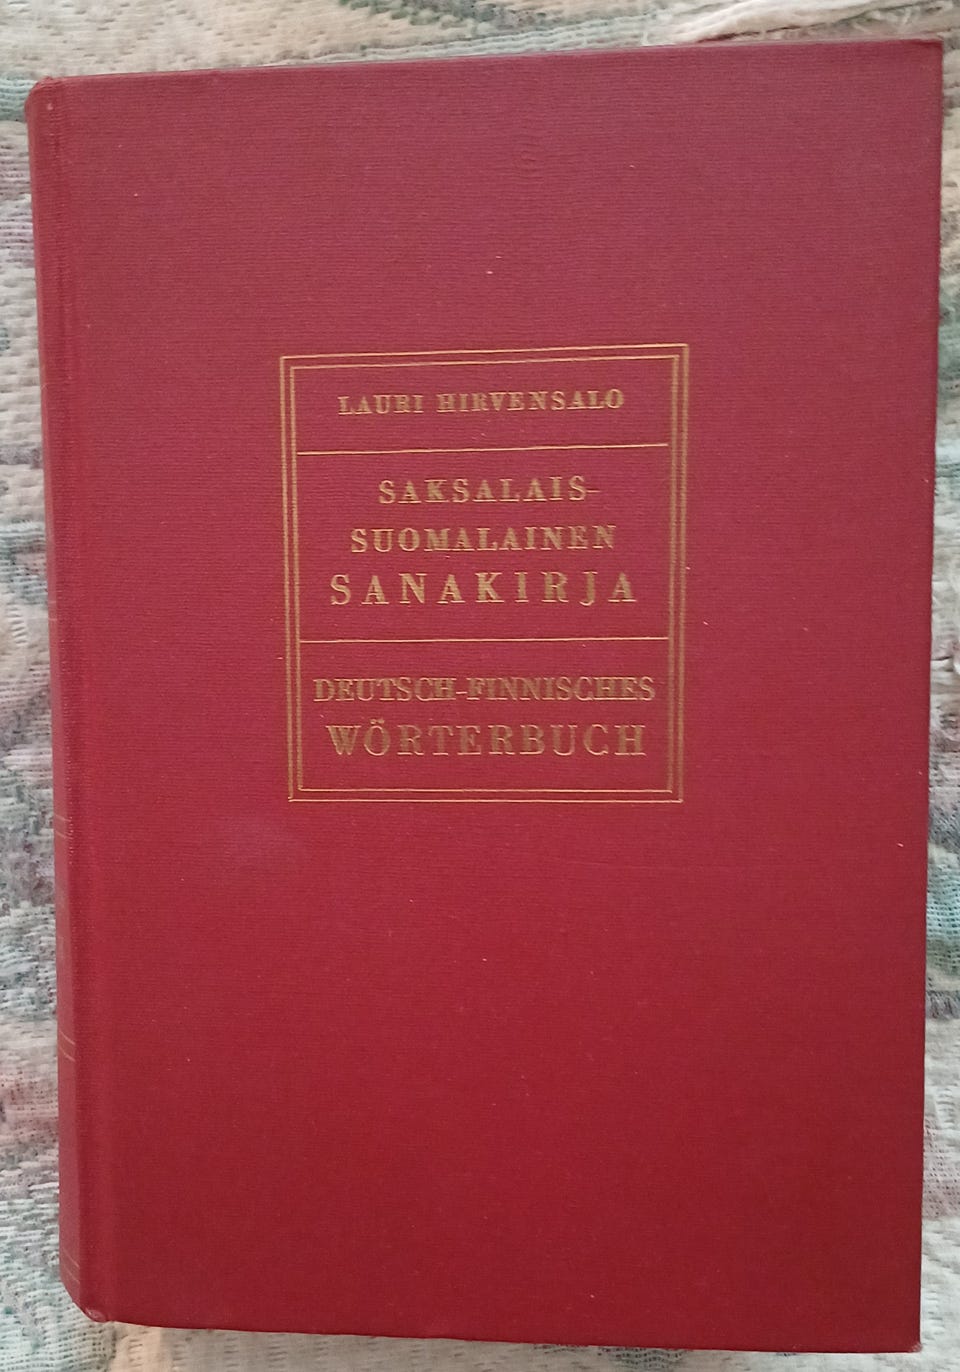 LAURI HIRVENSALO
SAKSALAIS-
SUOMALAINEN
SANAKIRJA
DEUTSCH-FINNISCHES
WÖRTERBUCH